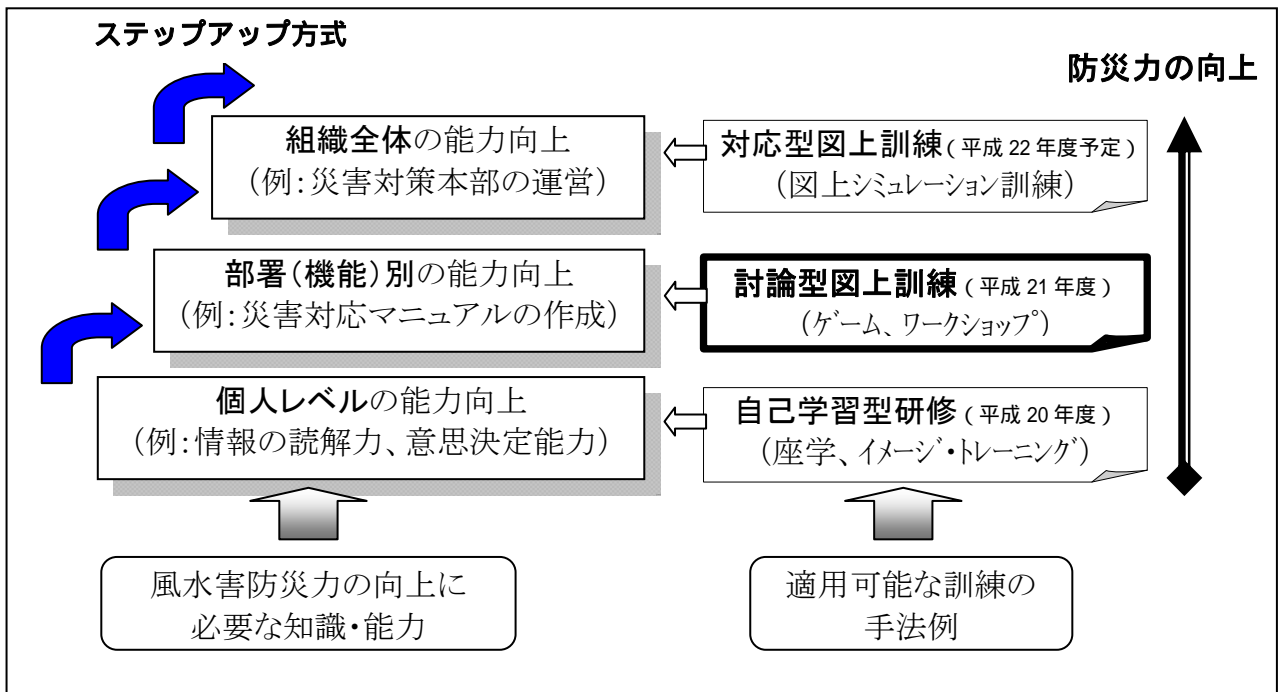 ステップアップ方式
防災力の向上
組織全体の能力向上
(例:災害対策本部の運営)
対応型図上訓練(平成 22 年度予定)
(図上シミュレーション訓練)
部署(機能)別の能力向上
(例:災害対応マニュアルの作成)
討論型図上訓練(平成 21 年度)
(ゲーム、ワークショップ)
個人レベルの能力向上
(例:情報の読解力、意思決定能力)
自己学習型研修(平成 20 年度)
(座学、イメージ・トレーニング)
風水害防災力の向上に
必要な知識・能力
適用可能な訓練の
手法例